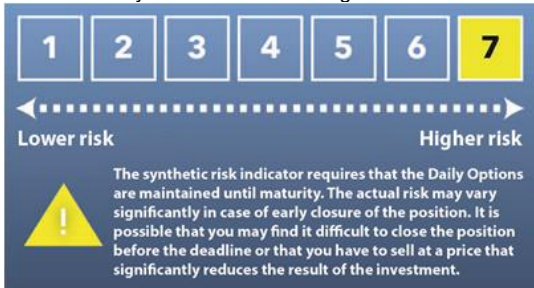 1 2 3 4 5 6 7
Lower risk Higher risk
The synthetic risk indicator requires that the Daily Options
are maintained until maturity. The actual risk may vary
significantly in case of early closure of the position. It is
possible that you may find it difficult to close the position
before the deadline or that you have to sell at a price that
significantly reduces the result of the investment.